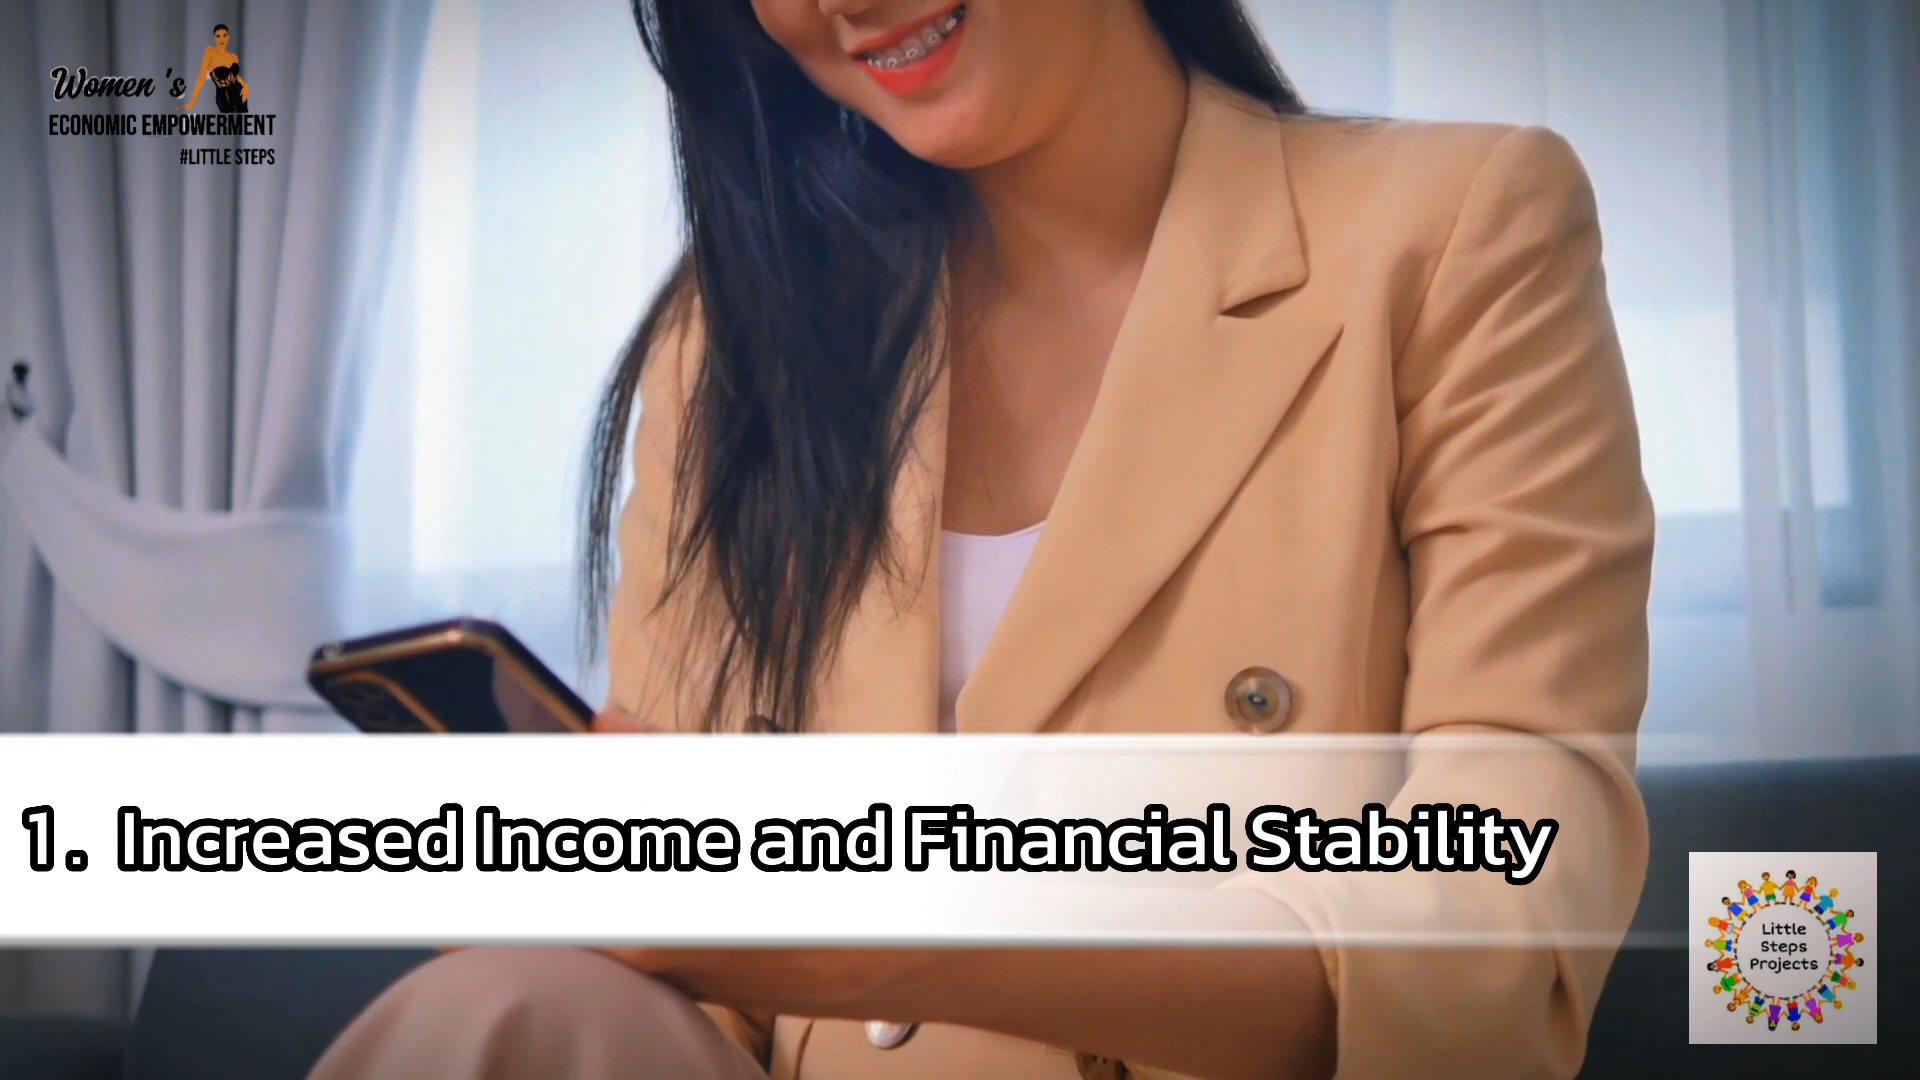 Women 's
ECONOMIC EMPOWERMENT
#LITTLE STEPS
1. Increased Income and Financial Stability
Little
Steps
Projects